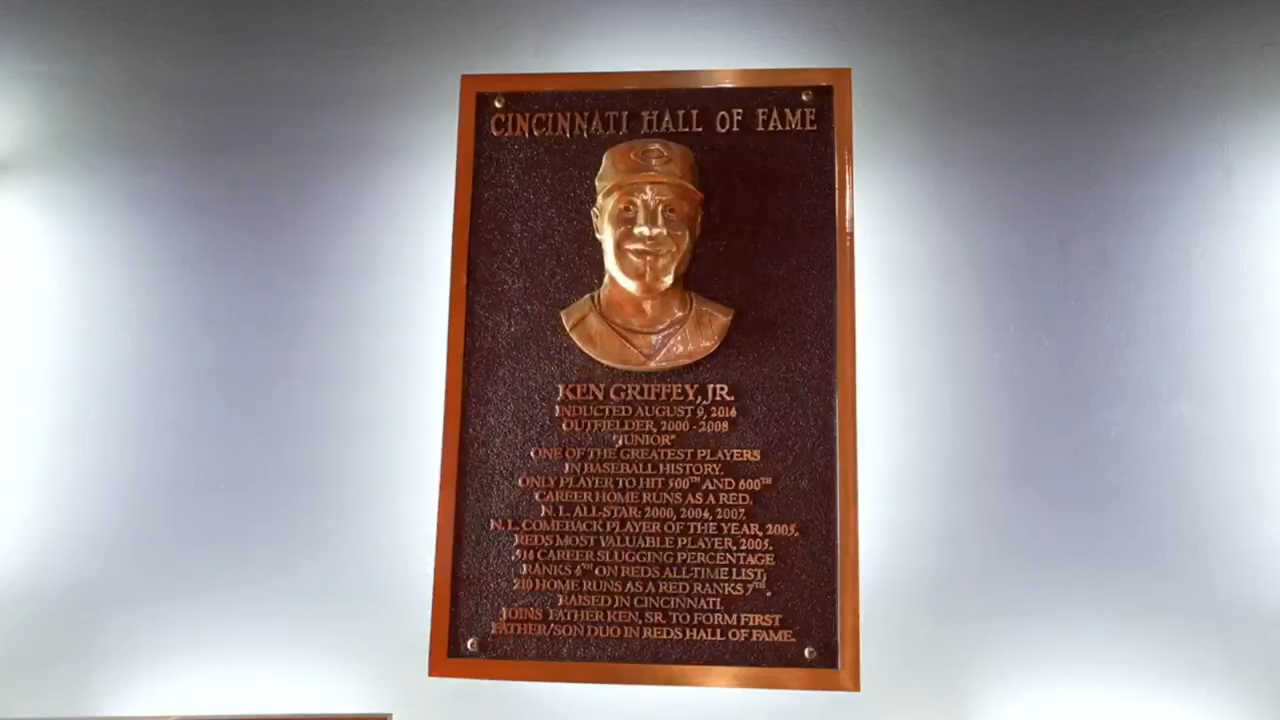 CINCINNATI HALL OF FAME
C
KEN GRIFFEY, JR.
INDUCTED AUGUST 9, 2014
OUTFIELDER, 2000 - 2008
"JUNIOR"
ONE OF THE GREATEST PLAYERS
IN BASEBALL HISTORY.
ONLY PLAYER TO HIT 500TH AND 600TH
CAREER HOME RUNS AS A RED.
N. L. ALL-STAR: 2000, 2004, 2007.
N. L. COMEBACK PLAYER OF THE YEAR, 2005.
REDS MOST VALUABLE PLAYER, 2005.
.514 CAREER SLUGGING PERCENTAGE
RANKS 6TH ON REDS ALL-TIME LIST;
210 HOME RUNS AS A RED RANKS 7TH.
RAISED IN CINCINNATI.
JOINS FATHER KEN, SR. TO FORM FIRST
FATHER/SON DUO IN REDS HALL OF FAME.